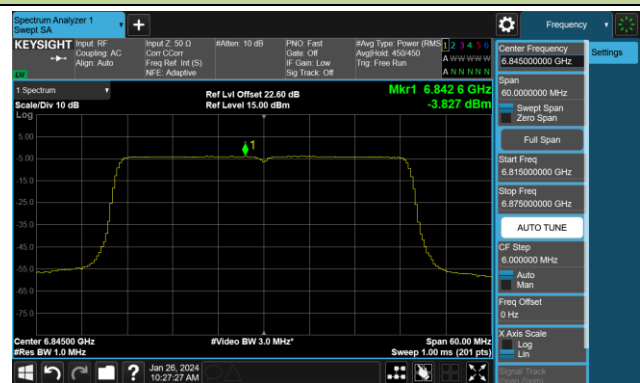 Spectrum Analyzer 1
Swept SA
Frequency
KEYSIGHT
Input: RF
Coupling: AC
Align: Auto
Input Z: 50 Ω
Corr CCorr
Freq Ref: Int (S)
NFE: Adaptive
#Atten: 10 dB
PNO: Fast
Gate: Off
IF Gain: Low
Sig Track: Off
#Avg Type: Power (RMS
Avg|Hold: 450/450
Trig: Free Run
1 2 3 4 5 6
A W W W W W
A N N N N N
LXI
Center Frequency
6.845000000 GHz
Settings
1 Spectrum
Scale/Div 10 dB
Log
Ref Lvl Offset 22.60 dB
Ref Level 15.00 dBm
Mkr1 6.842 6 GHz
-3.827 dBm
Span
60.0000000 MHz
Swept Span
Zero Span
Full Span
Start Freq
6.815000000 GHz
Stop Freq
6.875000000 GHz
AUTO TUNE
CF Step
6.000000 MHz
Auto
Man
Freq Offset
0 Hz
X Axis Scale
Log
Lin
Signal Track
5.00
-5.00
-15.0
-25.0
-35.0
-45.0
-55.0
-65.0
-75.0
1
Center 6.84500 GHz
#Res BW 1.0 MHz
#Video BW 3.0 MHz*
Span 60.00 MHz
Sweep 1.00 ms (201 pts)
?
Jan 26, 2024
10:27:27 AM